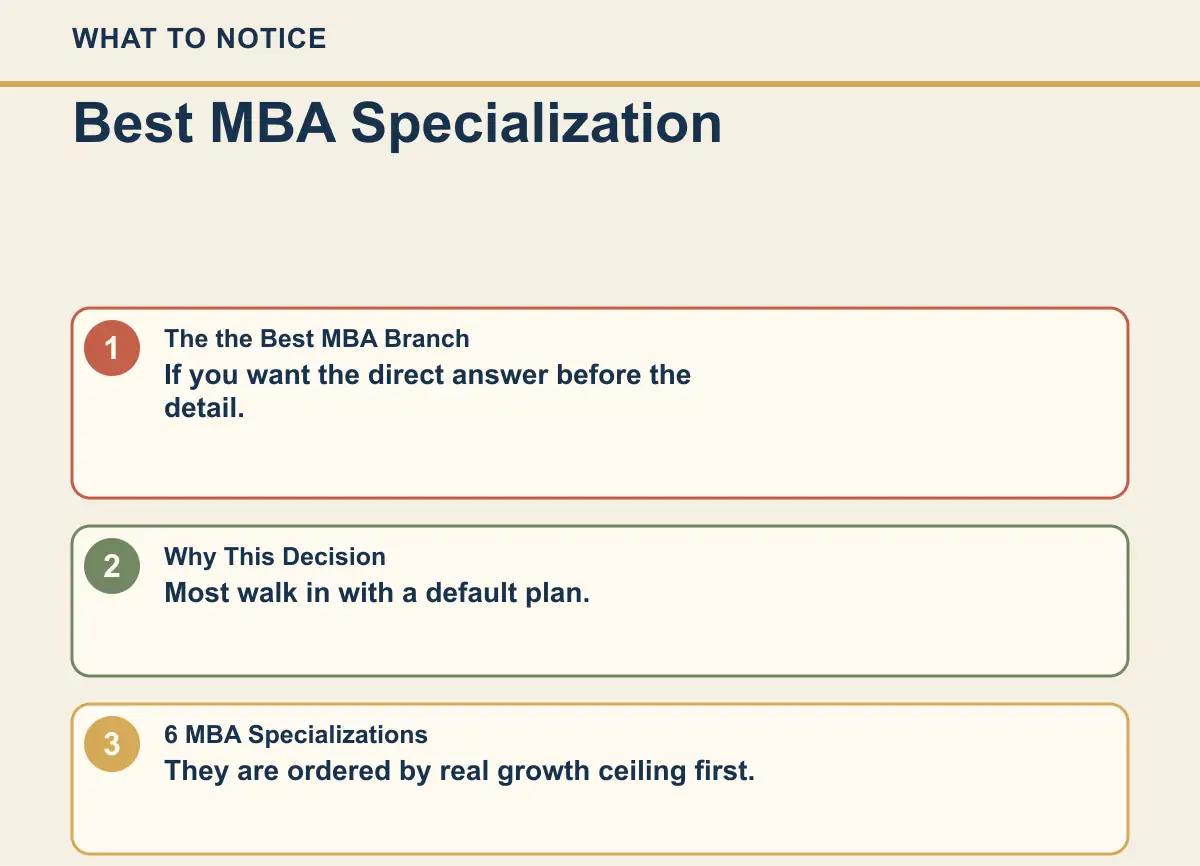 WHAT TO NOTICE
Best MBA Specialization
1
The the Best MBA Branch
If you want the direct answer before the
detail.
2
Why This Decision
Most walk in with a default plan.
3
6 MBA Specializations
They are ordered by real growth ceiling first.